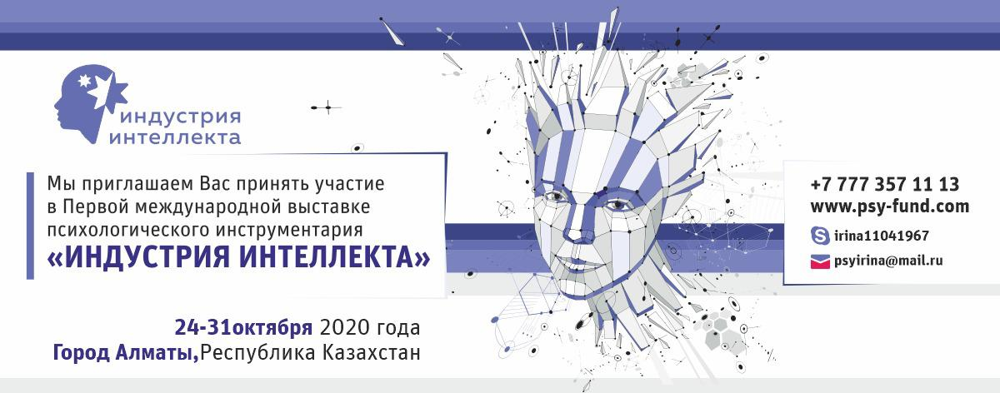 индустрия
интеллекта
Мы приглашаем Вас принять участие
в Первой международной выставке
психологического инструментария
«ИНДУСТРИЯ ИНТЕЛЛЕКТА»
24-31октября 2020 года
Город Алматы,Республика Казахстан
+7 777 357 11 13
www.psy-fund.com
irina11041967
psyirina@mail.ru